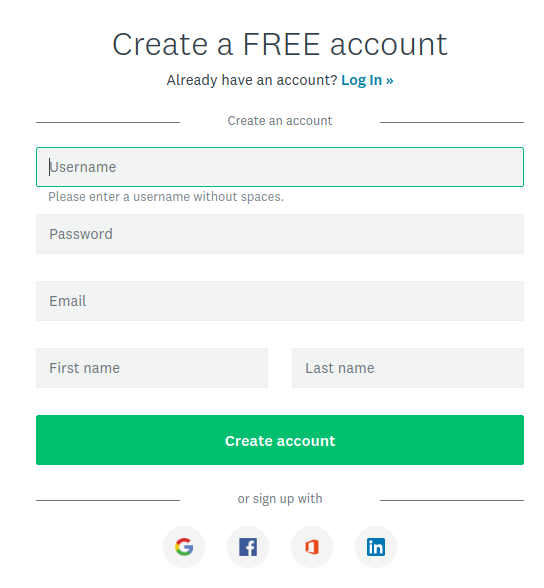 Create a FREE account
Already have an account? Log In »
Create an account
Username
Please enter a username without spaces.
Password
Email
First name Last name
Create account
or sign up with